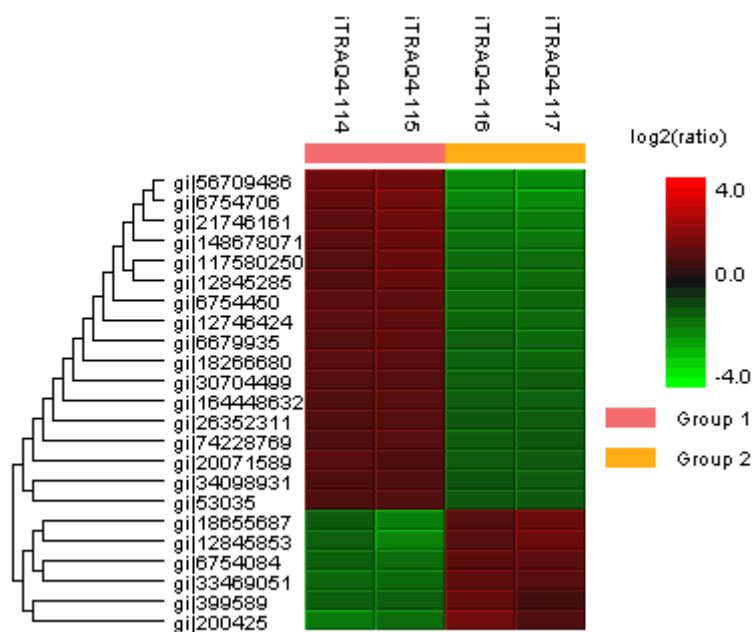 iTRAQ4-114
iTRAQ4-115
iTRAQ4-116
iTRAQ4-117
log2(ratio)
4.0
0.0
-4.0
Group 1
Group 2
gi|56709486
gi|6754706
gi|21746161
gi|148678071
gi|117580250
gi|12845285
gi|6754450
gi|12746424
gi|6679935
gi|18266680
gi|30704499
gi|164448632
gi|26352311
gi|74228769
gi|20071589
gi|34098931
gi|53035
gi|18655687
gi|12845853
gi|6754084
gi|33469051
gi|399589
gi|200425